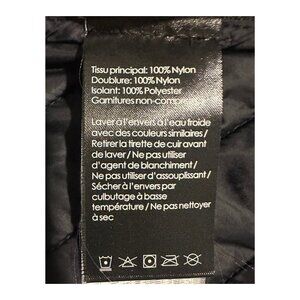 Tissu principal: 100% Nylon
Doublure: 100% Nylon
Isolant: 100% Polyester
Garnitures non-compr
Laver à l'envers à l'eau froide
avec des couleurs similaires /
Retirer la tirette de cuir avant
de laver / Ne pas utiliser
d'agent de blanchiment /
Ne pas utiliser d'assouplissant /
Sécher à l'envers par
culbutage à basse
température / Ne pas nettoyer
à sec